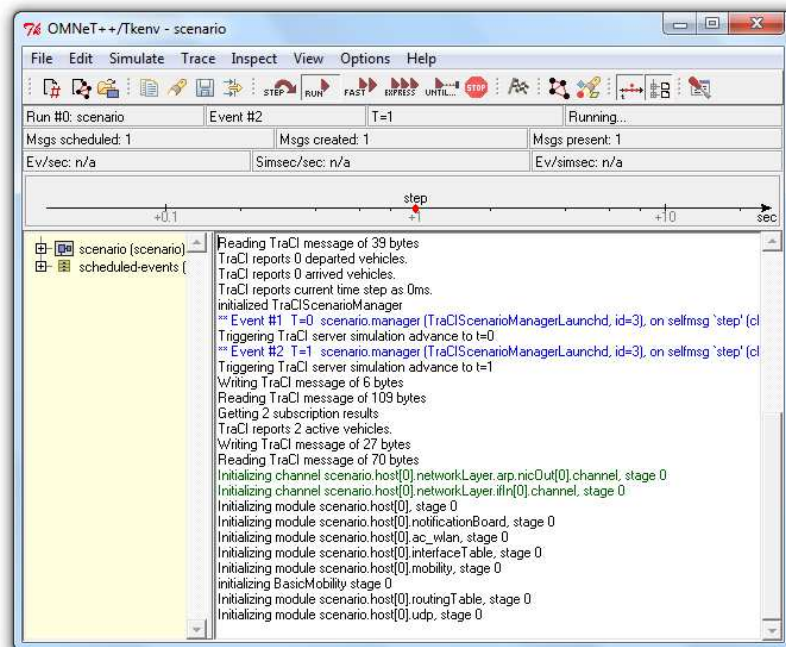 OMNeT++/Tkenv - scenario
File Edit Simulate Trace Inspect View Options Help
STEP RUN FAST EXPRESS UNTIL... STOP
Run #0: scenario Event #2 T=1 Running...
Msgs scheduled: 1 Msgs created: 1 Msgs present: 1
Ev/sec: n/a Simsec/sec: n/a Ev/simsec: n/a
step
+0.1 +1 +10 sec
scenario (scenario)
scheduled-events (
Reading TraCI message of 39 bytes
TraCI reports 0 departed vehicles.
TraCI reports 0 arrived vehicles.
TraCI reports current time step as 0ms.
initialized TraCIScenarioManager
** Event #1 T=0 scenario.manager (TraCIScenarioManagerLaunchd, id=3), on selfmsg `step' (cl
Triggering TraCI server simulation advance to t=0
** Event #2 T=1 scenario.manager (TraCIScenarioManagerLaunchd, id=3), on selfmsg `step' (cl
Triggering TraCI server simulation advance to t=1
Writing TraCI message of 6 bytes
Reading TraCI message of 109 bytes
Getting 2 subscription results
TraCI reports 2 active vehicles.
Writing TraCI message of 27 bytes
Reading TraCI message of 70 bytes
Initializing channel scenario.host[0].networkLayer.arp.nicOut[0].channel, stage 0
Initializing channel scenario.host[0].networkLayer.ifIn[0].channel, stage 0
Initializing module scenario.host[0], stage 0
Initializing module scenario.host[0].notificationBoard, stage 0
Initializing module scenario.host[0].ac_wlan, stage 0
Initializing module scenario.host[0].interfaceTable, stage 0
Initializing module scenario.host[0].mobility, stage 0
initializing BasicMobility stage 0
Initializing module scenario.host[0].routingTable, stage 0
Initializing module scenario.host[0].udp, stage 0